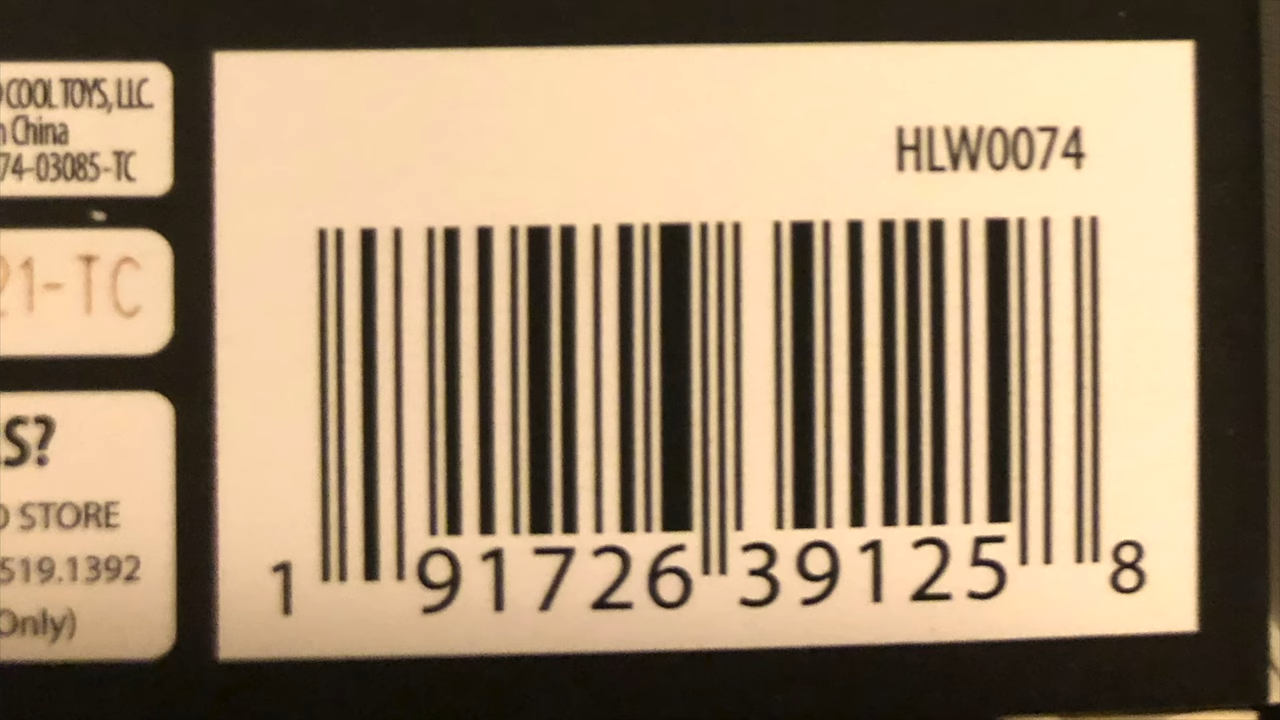 COOL TOYS, LLC.
China
74-03085-TC
21-TC
S?
STORE
519.1392
Only)
HLW0074
1 91726 39125 8